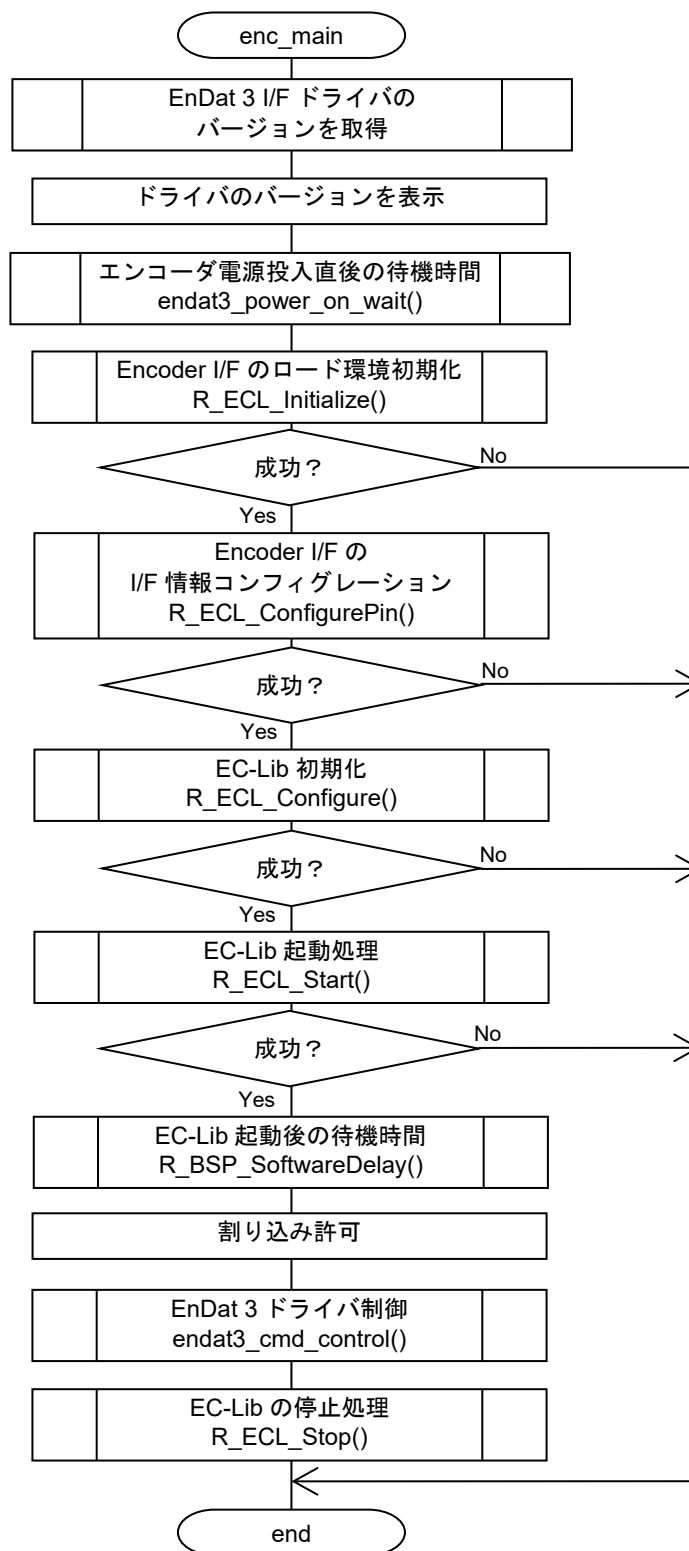 enc_main
EnDat 3 I/F ドライバの
バージョンを取得
ドライバのバージョンを表示
エンコーダ電源投入直後の待機時間
endat3_power_on_wait()
Encoder I/F のロード環境初期化
R_ECL_Initialize()
成功？
No
Yes
Encoder I/F の
I/F 情報コンフィグレーション
R_ECL_ConfigurePin()
成功？
No
Yes
EC-Lib 初期化
R_ECL_Configure()
成功？
No
Yes
EC-Lib 起動処理
R_ECL_Start()
成功？
No
Yes
EC-Lib 起動後の待機時間
R_BSP_SoftwareDelay()
割り込み許可
EnDat 3 ドライバ制御
endat3_cmd_control()
EC-Lib の停止処理
R_ECL_Stop()
end